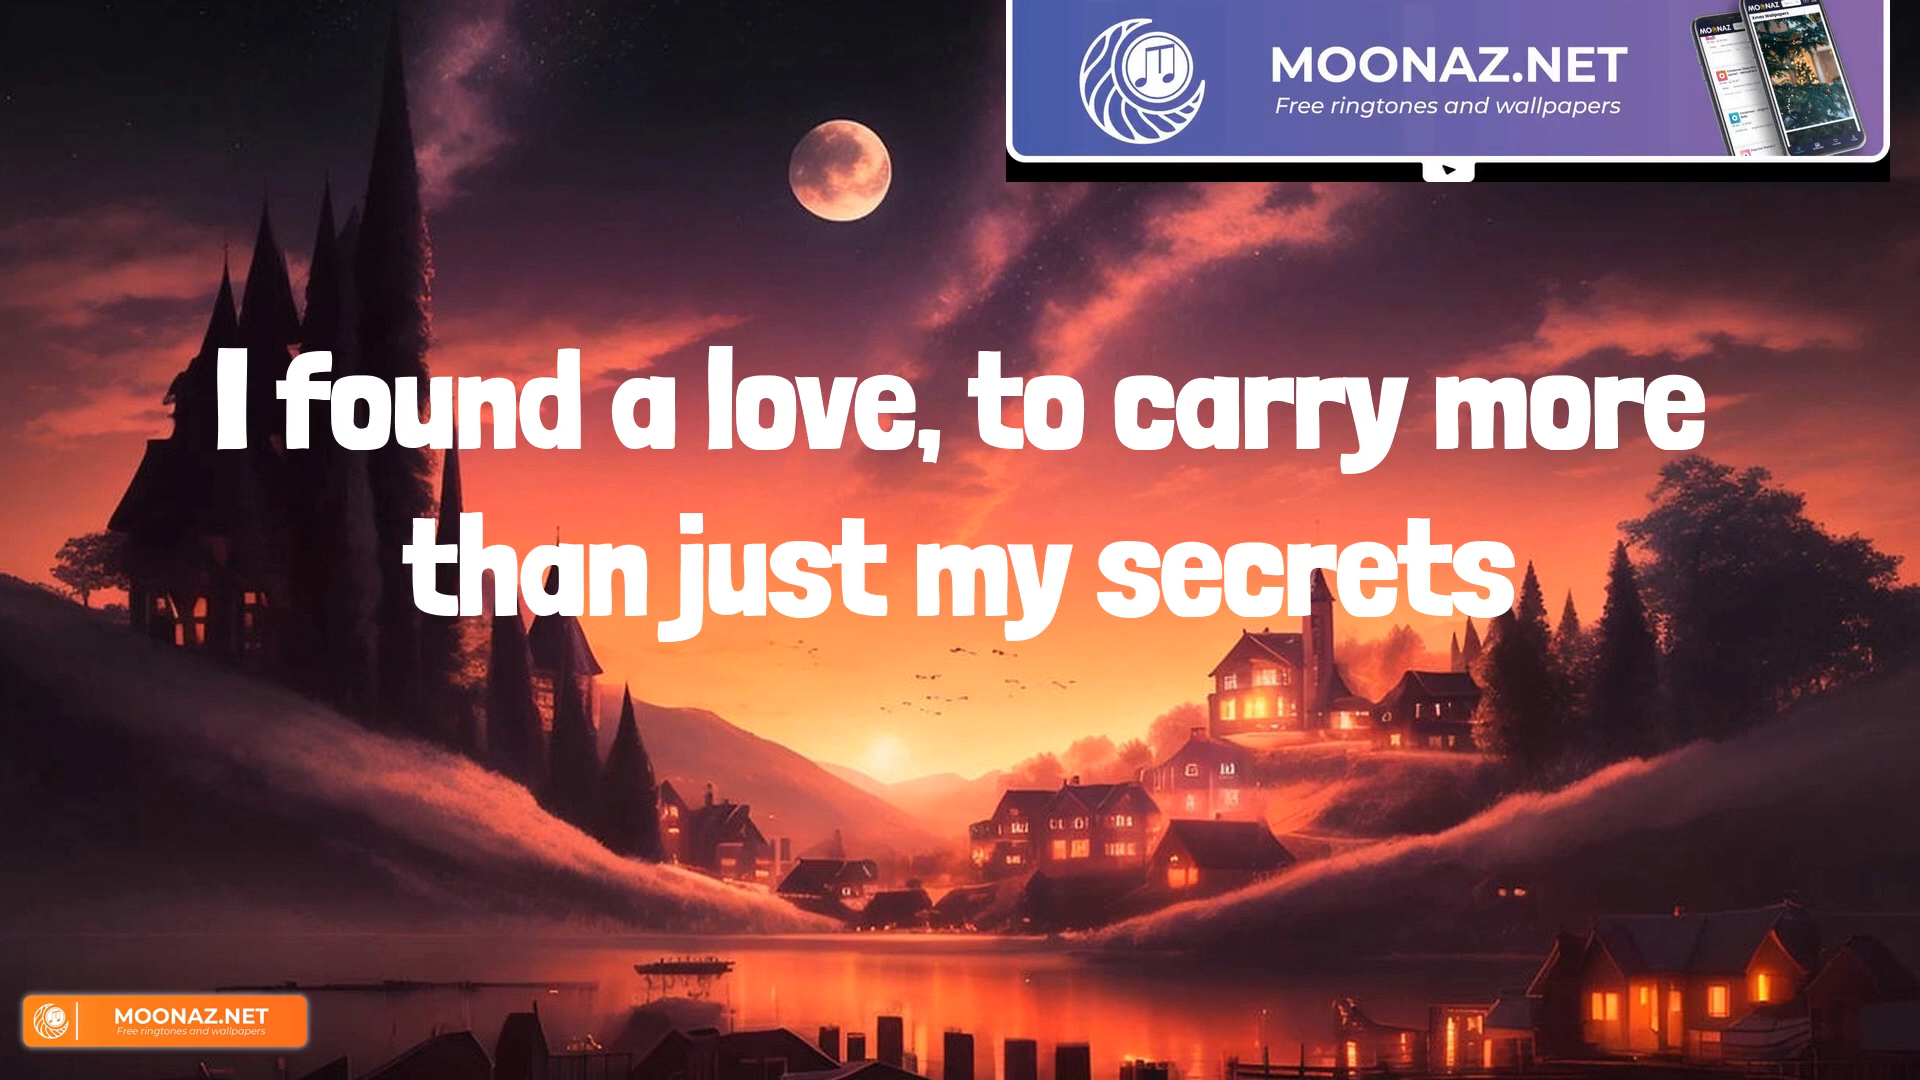 MOONAZ.NET
Free ringtones and wallpapers
I found a love, to carry more
than just my secrets
MOONAZ.NET
Free ringtones and wallpapers